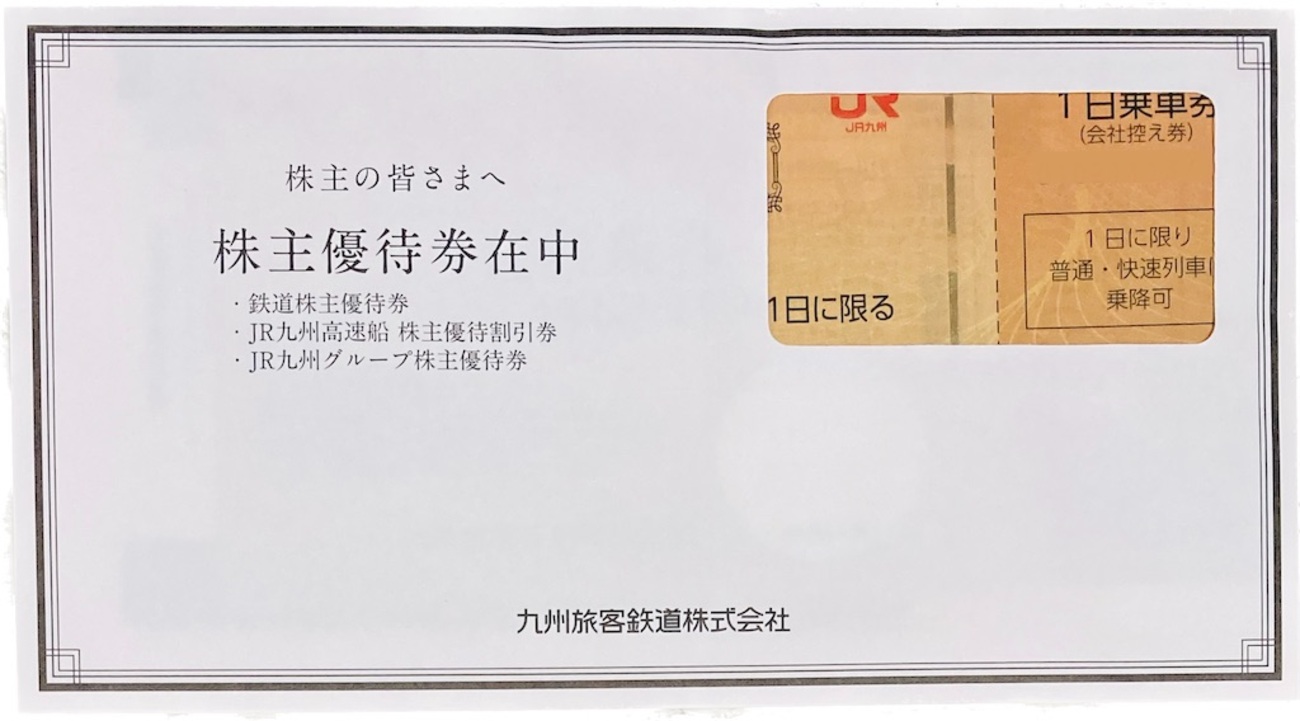 株主の皆さまへ
株主優待券在中
・鉄道株主優待券
・JR九州高速船 株主優待割引券
・JR九州グループ株主優待券
JR
JR九州
1日に限る
1日乗車券
(会社控え券)
1日に限り
普通・快速列車に
乗降可
九州旅客鉄道株式会社